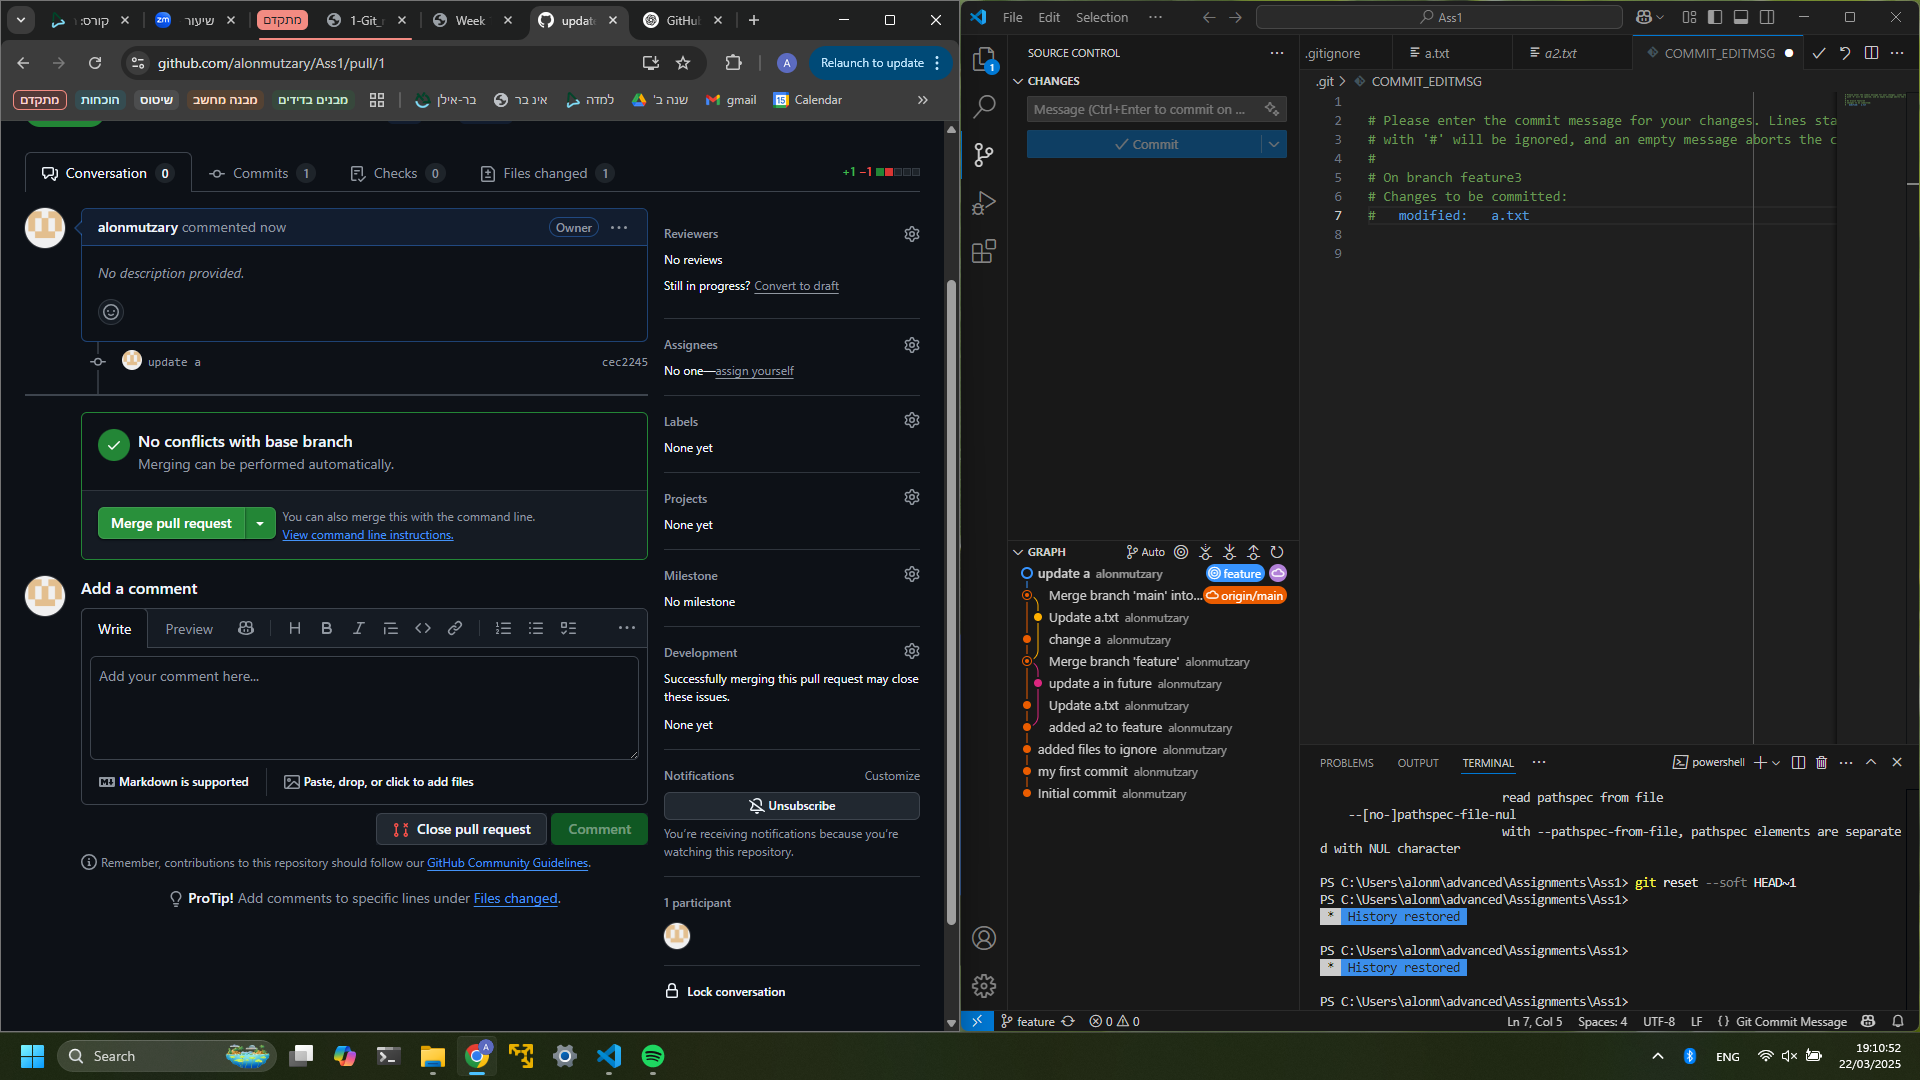 קורס:
zm שיעור
מתקדם
1-Git_
Week
update
GitHub
github.com/alonmutzary/Ass1/pull/1
A
Relaunch to update
מתקדם
הוכחות
שיטוס
מבנה מחשב
מבנים בדידים
בר-אילן
אינ בר
למדה
שנה ב'
gmail
Calendar
Conversation 0
Commits 1
Checks 0
Files changed 1
+1 −1
alonmutzary commented now
Owner
No description provided.
update a
cec2245
No conflicts with base branch
Merging can be performed automatically.
Merge pull request
You can also merge this with the command line.
View command line instructions.
Add a comment
Write
Preview
Add your comment here...
Markdown is supported
Paste, drop, or click to add files
Close pull request
Comment
Remember, contributions to this repository should follow our GitHub Community Guidelines.
ProTip! Add comments to specific lines under Files changed.
Reviewers
No reviews
Still in progress? Convert to draft
Assignees
No one—assign yourself
Labels
None yet
Projects
None yet
Milestone
No milestone
Development
Successfully merging this pull request may close
these issues.
None yet
Notifications
Customize
Unsubscribe
You're receiving notifications because you're
watching this repository.
1 participant
Lock conversation
File
Edit
Selection
Ass1
1
SOURCE CONTROL
CHANGES
Message (Ctrl+Enter to commit on ...
Commit
GRAPH
Auto
update a alonmutzary
feature
Merge branch 'main' into...
origin/main
Update a.txt alonmutzary
change a alonmutzary
Merge branch 'feature' alonmutzary
update a in future alonmutzary
Update a.txt alonmutzary
added a2 to feature alonmutzary
added files to ignore alonmutzary
my first commit alonmutzary
Initial commit alonmutzary
.gitignore
a.txt
a2.txt
COMMIT_EDITMSG
.git > COMMIT_EDITMSG
1
2 # Please enter the commit message for your changes. Lines sta
3 # with '#' will be ignored, and an empty message aborts the c
4 #
5 # On branch feature3
6 # Changes to be committed:
7 # modified: a.txt
8
9
PROBLEMS
OUTPUT
TERMINAL
powershell
read pathspec from file
--[no-]pathspec-file-nul
with --pathspec-from-file, pathspec elements are separate
d with NUL character
PS C:\Users\alonm\advanced\Assignments\Ass1> git reset --soft HEAD~1
PS C:\Users\alonm\advanced\Assignments\Ass1>
* History restored
PS C:\Users\alonm\advanced\Assignments\Ass1>
* History restored
PS C:\Users\alonm\advanced\Assignments\Ass1>
feature
0 0
Ln 7, Col 5
Spaces: 4
UTF-8
LF
{} Git Commit Message
Search
ENG
19:10:52
22/03/2025